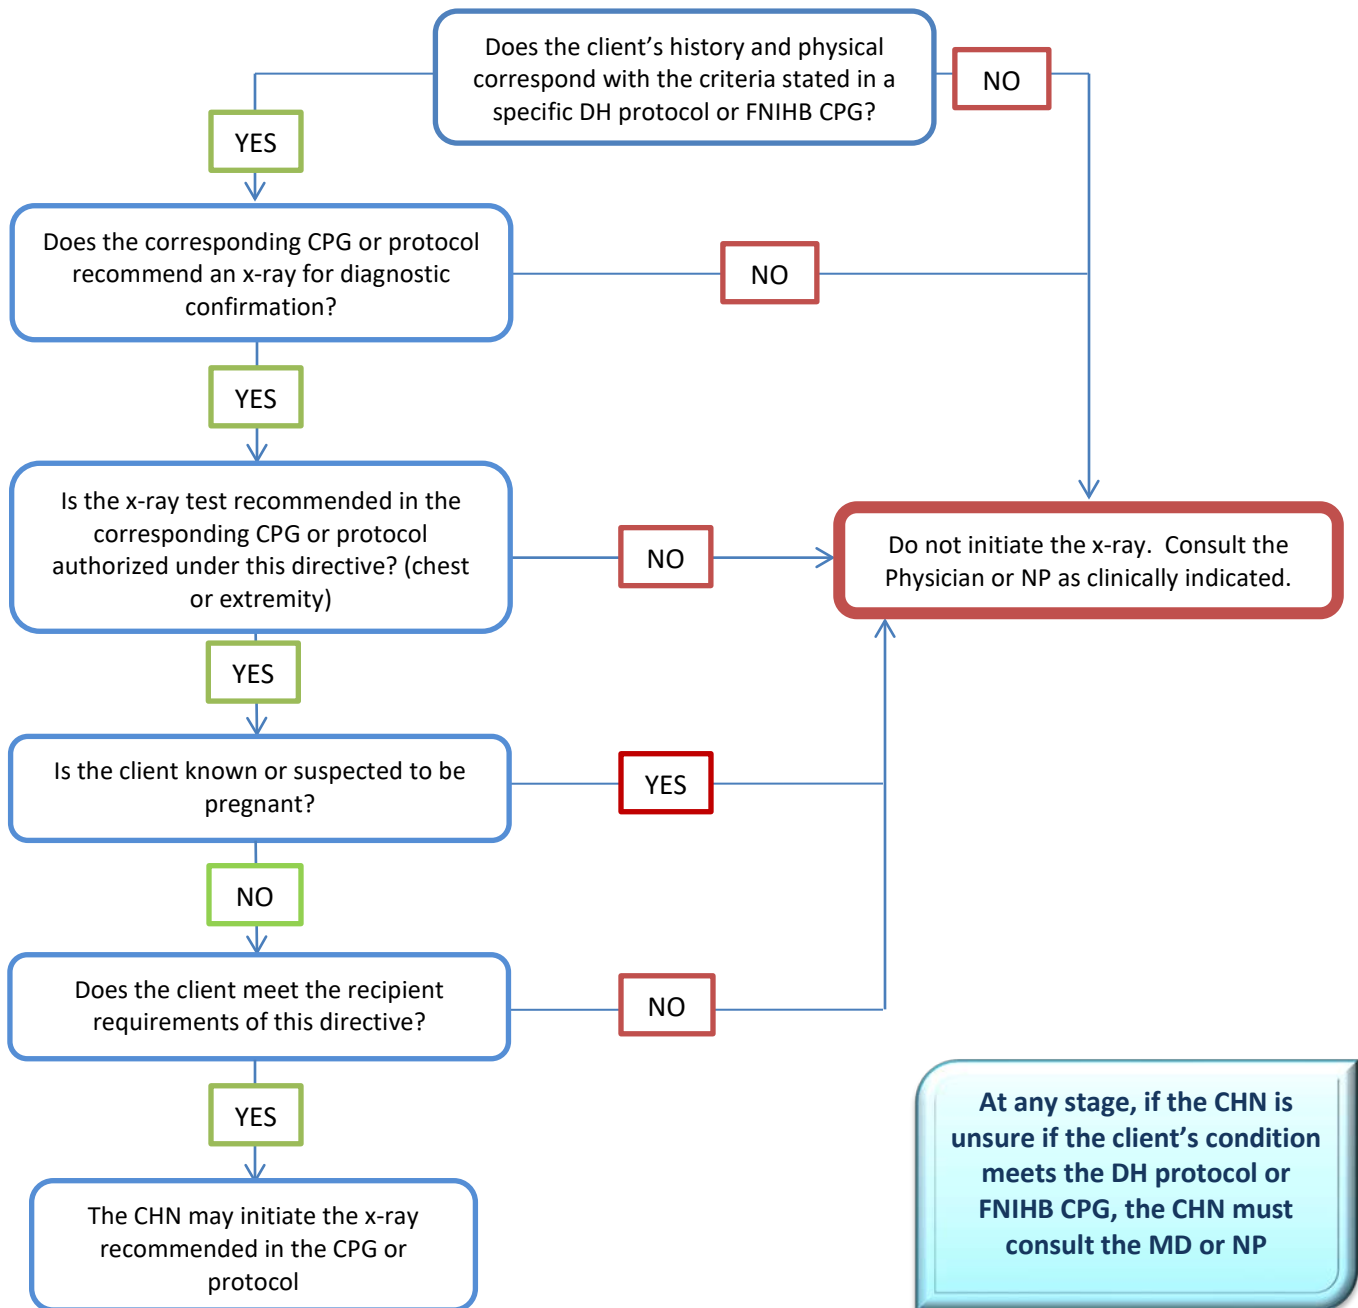 Does the client’s history and physical
correspond with the criteria stated in a
specific DH protocol or FNIHB CPG?
NO
YES
Does the corresponding CPG or protocol
recommend an x-ray for diagnostic
confirmation?
NO
YES
Is the x-ray test recommended in the
corresponding CPG or protocol
authorized under this directive? (chest
or extremity)
NO
Do not initiate the x-ray.  Consult the
Physician or NP as clinically indicated.
YES
Is the client known or suspected to be
pregnant?
YES
NO
Does the client meet the recipient
requirements of this directive?
NO
YES
The CHN may initiate the x-ray
recommended in the CPG or
protocol
At any stage, if the CHN is
unsure if the client’s condition
meets the DH protocol or
FNIHB CPG, the CHN must
consult the MD or NP